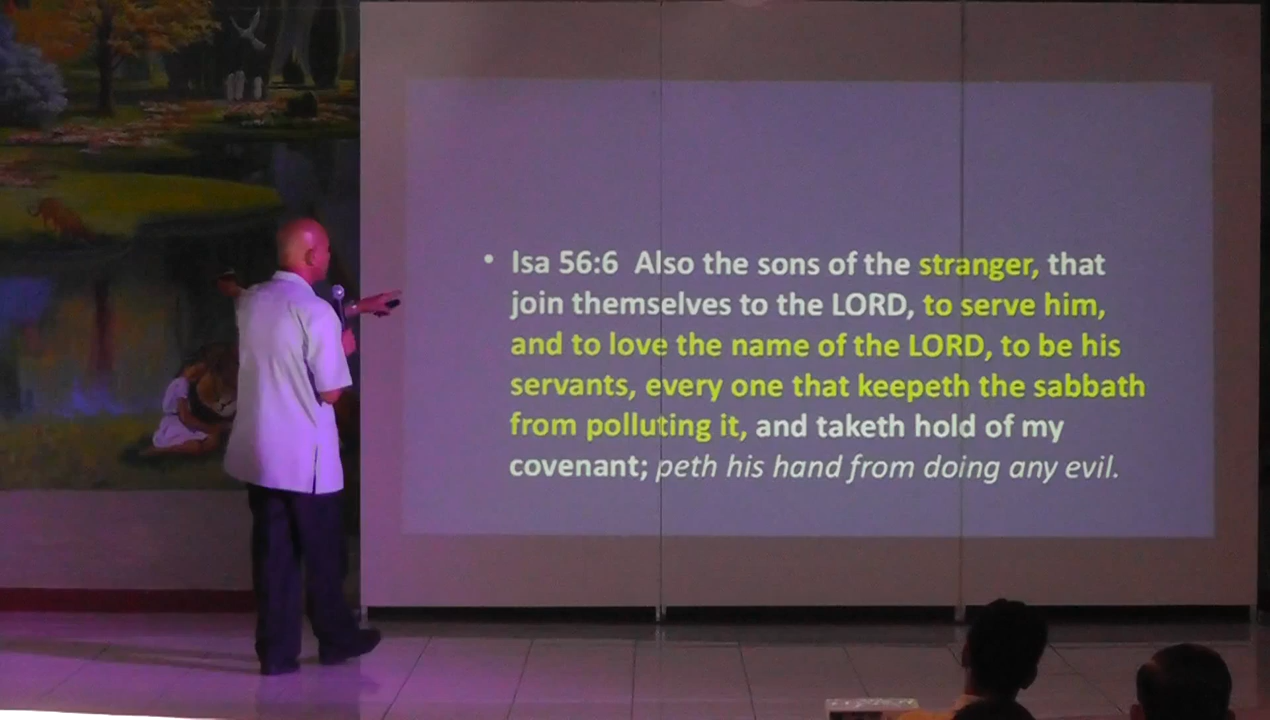 • Isa 56:6 Also the sons of the stranger, that
join themselves to the LORD, to serve him,
and to love the name of the LORD, to be his
servants, every one that keepeth the sabbath
from polluting it, and taketh hold of my
covenant; peth his hand from doing any evil.